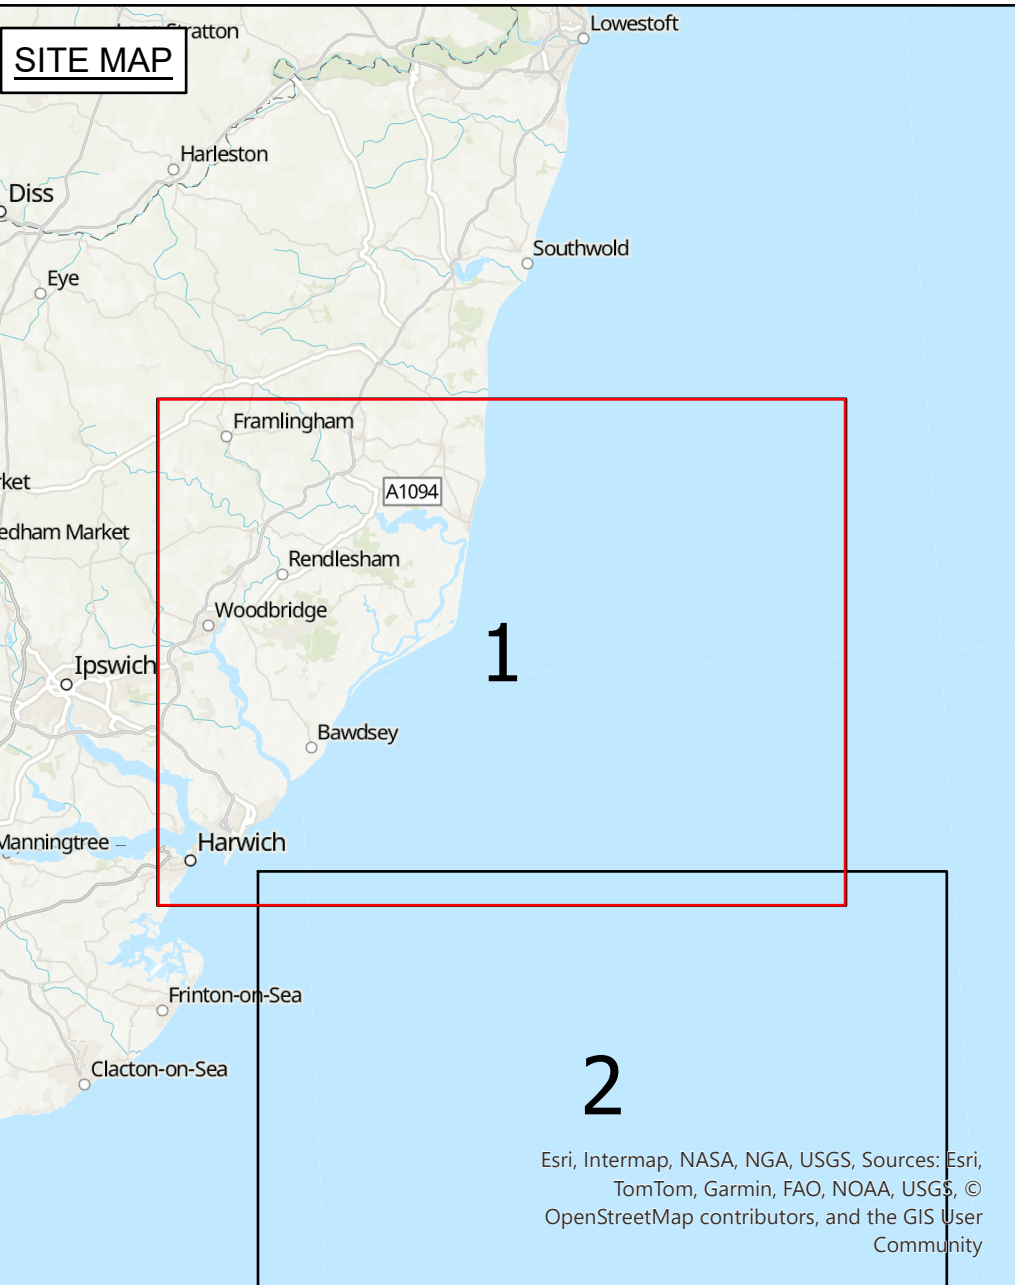 Lowestoft
Stratton
SITE MAP
Harleston
Diss
Southwold
Eye
Framlingham
rket
A1094
edham Market
Rendlesham
Woodbridge
1
Ipswich
Bawdsey
Manningtree
Harwich
Frinton-on-Sea
Clacton-on-Sea
2
Esri, Intermap, NASA, NGA, USGS, Sources: Esri,
TomTom, Garmin, FAO, NOAA, USGS, ©
OpenStreetMap contributors, and the GIS User
Community